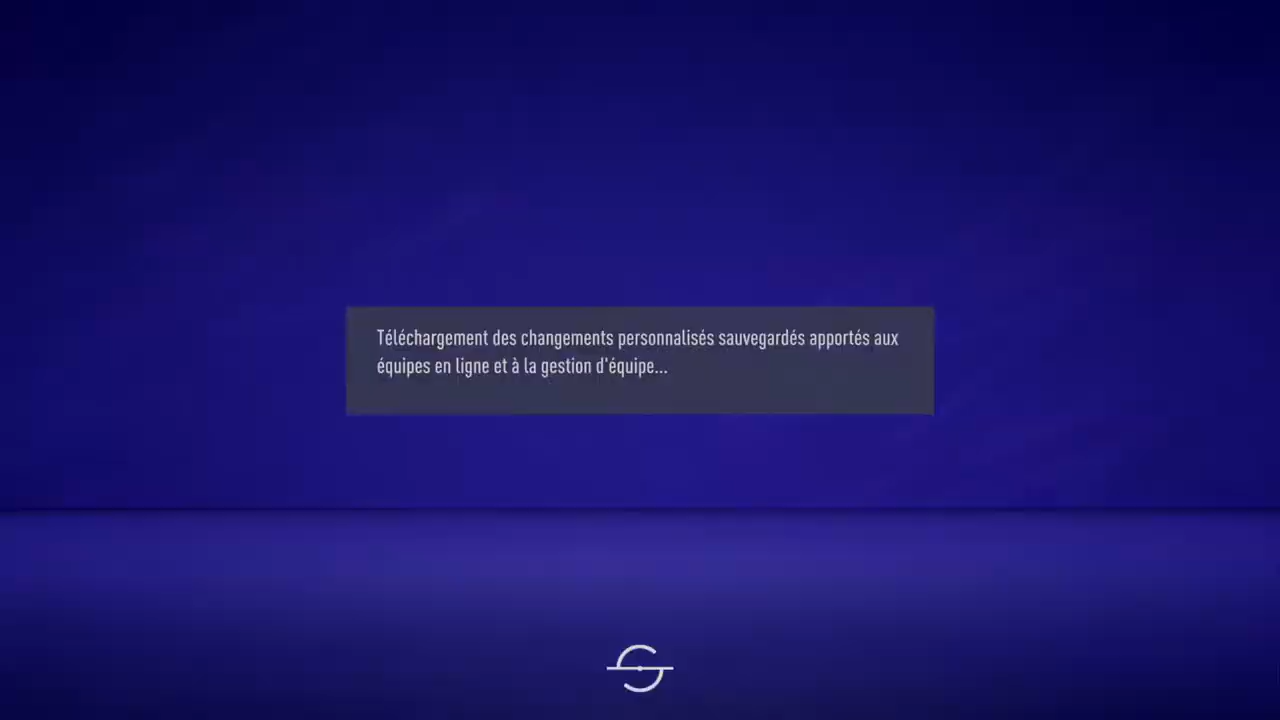 Téléchargement des changements personnalisés sauvegardés apportés aux
équipes en ligne et à la gestion d'équipe...